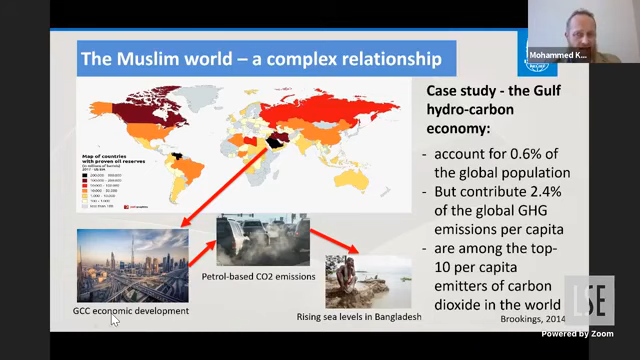 The Muslim world – a complex relationship
Mohammed K...
Map of countries
with proven oil reserves
Case study - the Gulf
hydro-carbon
economy:
- account for 0.6% of
the global population
- But contribute 2.4%
of the global GHG
emissions per capita
- are among the top-
10 per capita
emitters of carbon
dioxide in the world
Brookings, 2014
GCC economic development
Petrol-based CO2 emissions
Rising sea levels in Bangladesh
LSE
Powered by Zoom